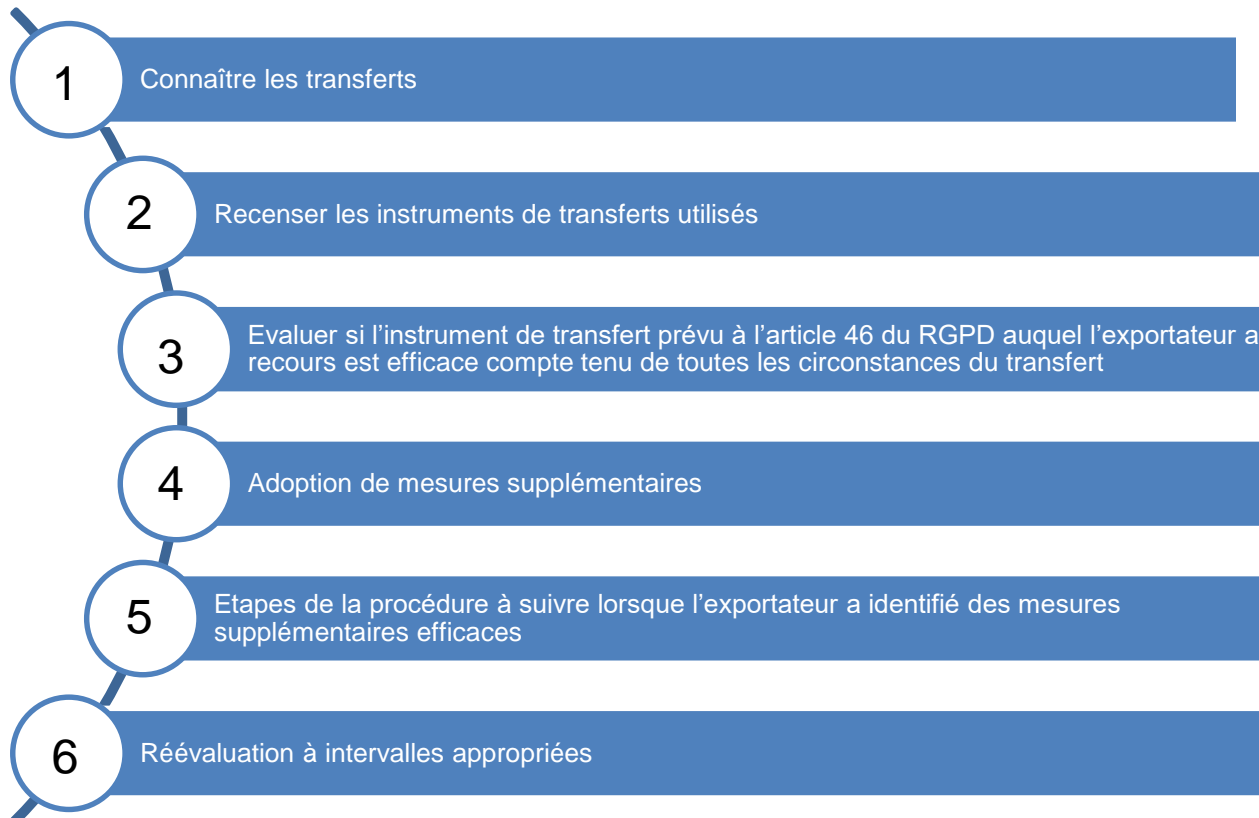 1
Connaître les transferts
2
Recenser les instruments de transferts utilisés
3
Evaluer si l’instrument de transfert prévu à l’article 46 du RGPD auquel l’exportateur a
recours est efficace compte tenu de toutes les circonstances du transfert
4
Adoption de mesures supplémentaires
5
Etapes de la procédure à suivre lorsque l’exportateur a identifié des mesures
supplémentaires efficaces
6
Réévaluation à intervalles appropriées